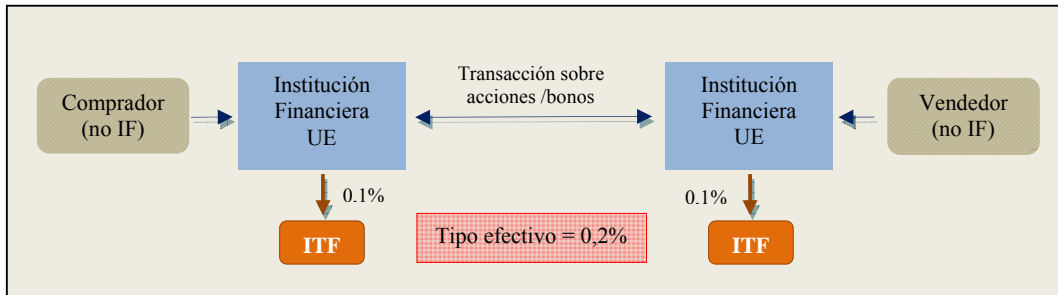 Comprador
(no IF)
Institución
Financiera
UE
Transacción sobre
acciones /bonos
Institución
Financiera
UE
Vendedor
(no IF)
0.1%
ITF
Tipo efectivo = 0,2%
0.1%
ITF